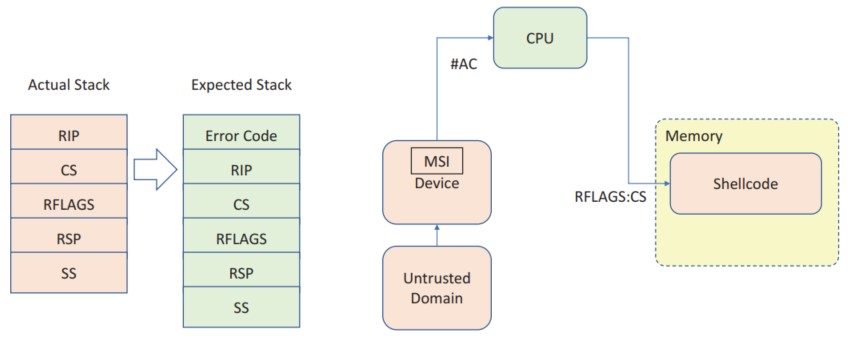 Actual Stack
RIP
CS
RFLAGS
RSP
SS
Expected Stack
Error Code
RIP
CS
RFLAGS
RSP
SS
CPU
#AC
MSI
Device
Untrusted
Domain
RFLAGS:CS
Memory
Shellcode